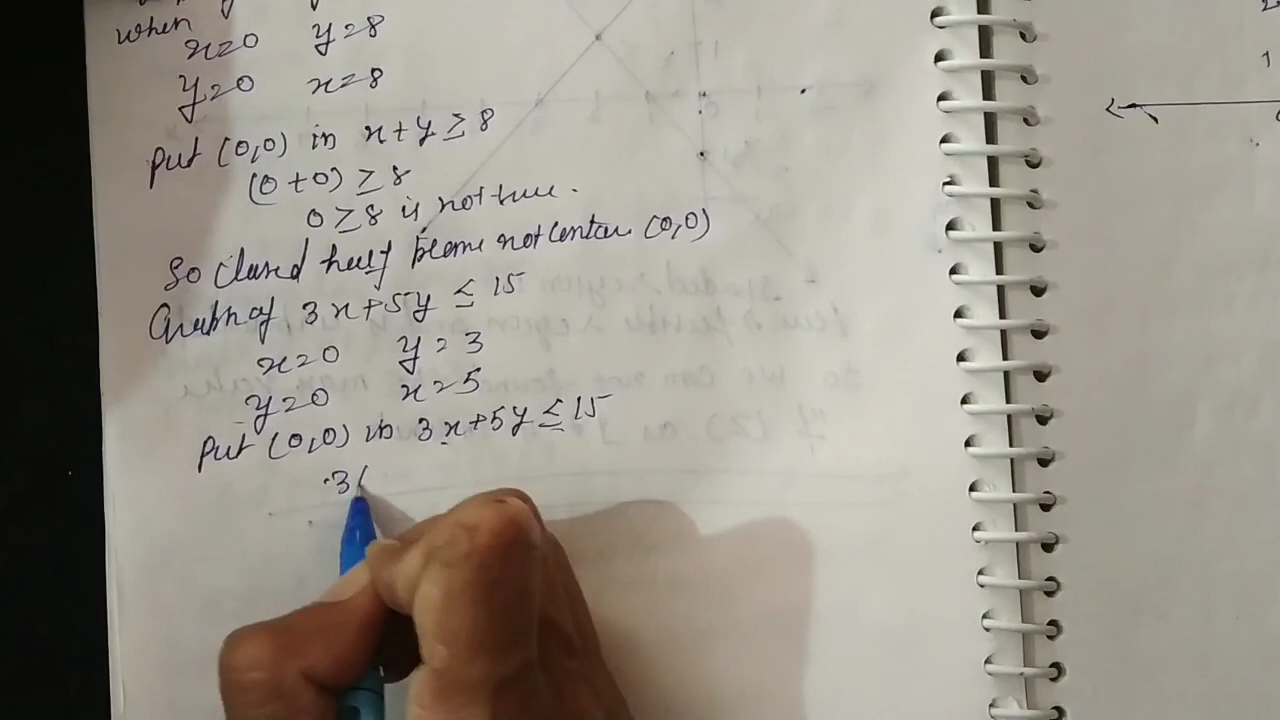 when
x=0 y=8
y=0 x=8
Put (0,0) in x+y ≥ 8
(0+0) ≥ 8
0 ≥ 8 is not true.
So Closed half plane not contain (0,0)
Graph of 3x+5y ≤ 15
x=0 y=3
y=0 x=5
Put (0,0) in 3x+5y ≤ 15
3(
1